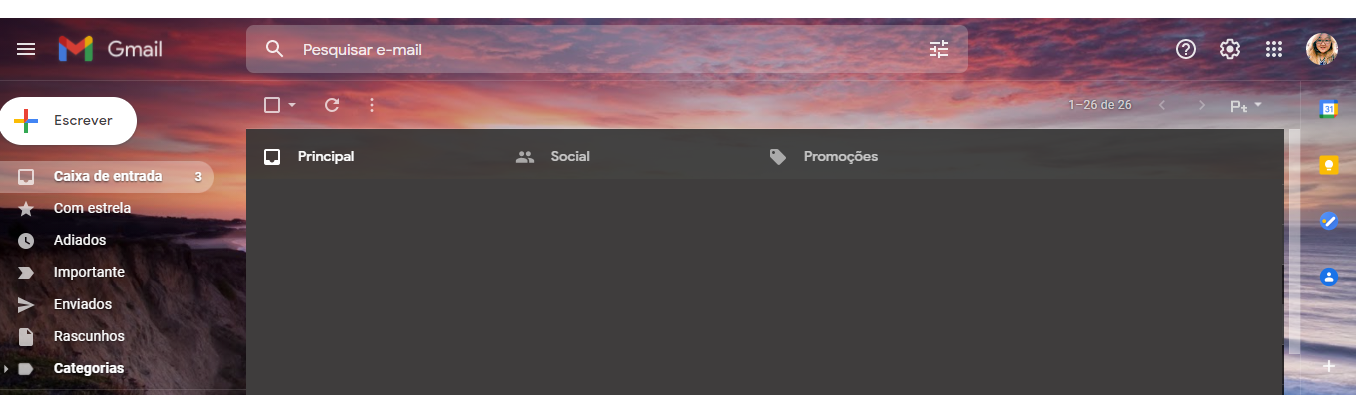 Gmail
Pesquisar e-mail
1–26 de 26
Pt
Escrever
Principal
Social
Promoções
Caixa de entrada 3
Com estrela
Adiados
Importante
Enviados
Rascunhos
Categorias
31